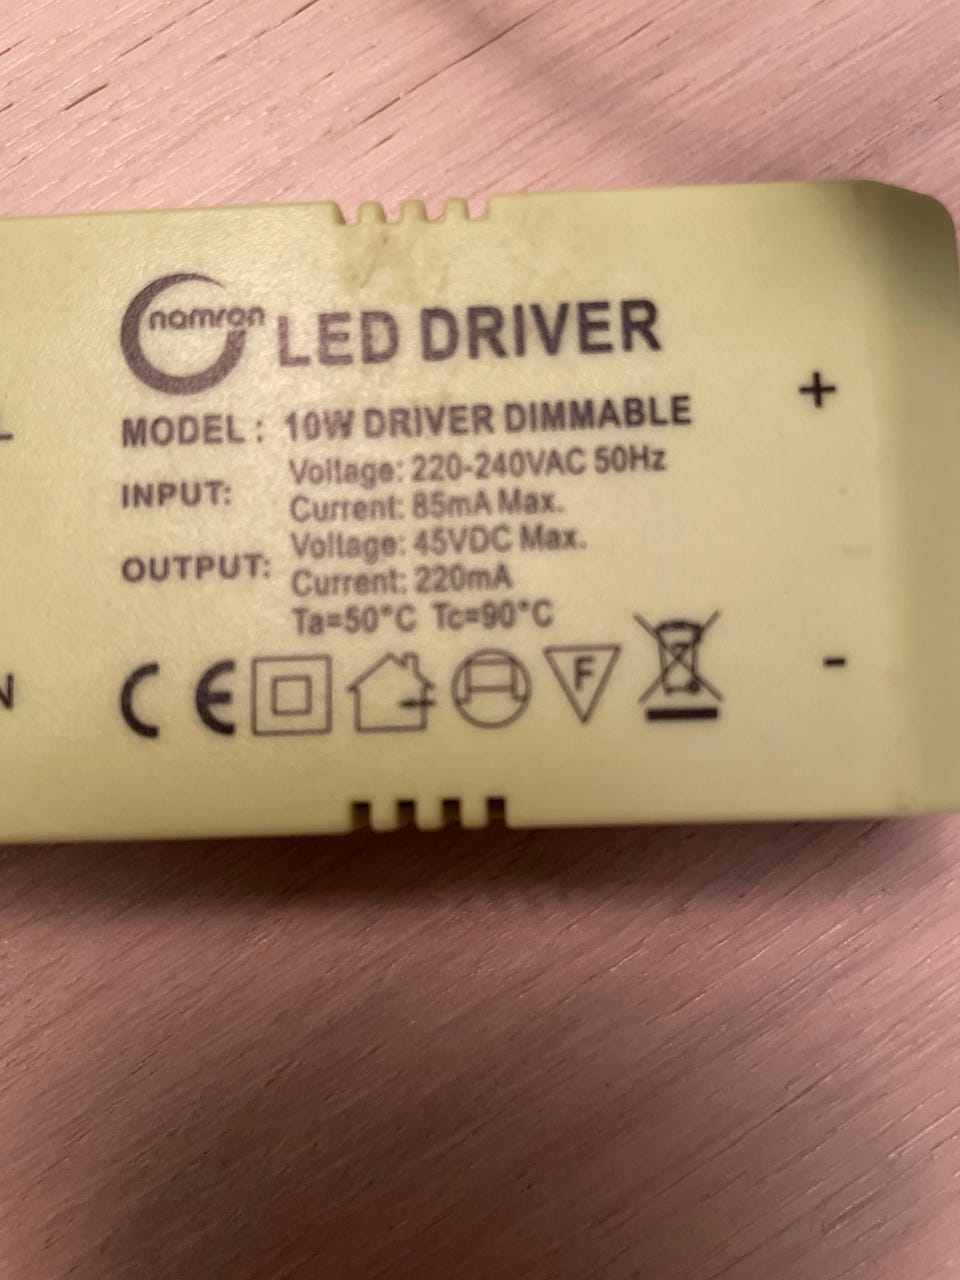 namron LED DRIVER
MODEL : 10W DRIVER DIMMABLE
INPUT: Voltage: 220-240VAC 50Hz
Current: 85mA Max.
OUTPUT: Voltage: 45VDC Max.
Current: 220mA
Ta=50°C Tc=90°C
CE F
+
-
N